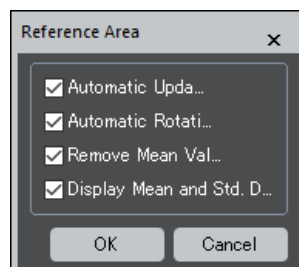 Reference Area
Automatic Upda...
Automatic Rotati...
Remove Mean Val...
Display Mean and Std. D...
OK
Cancel